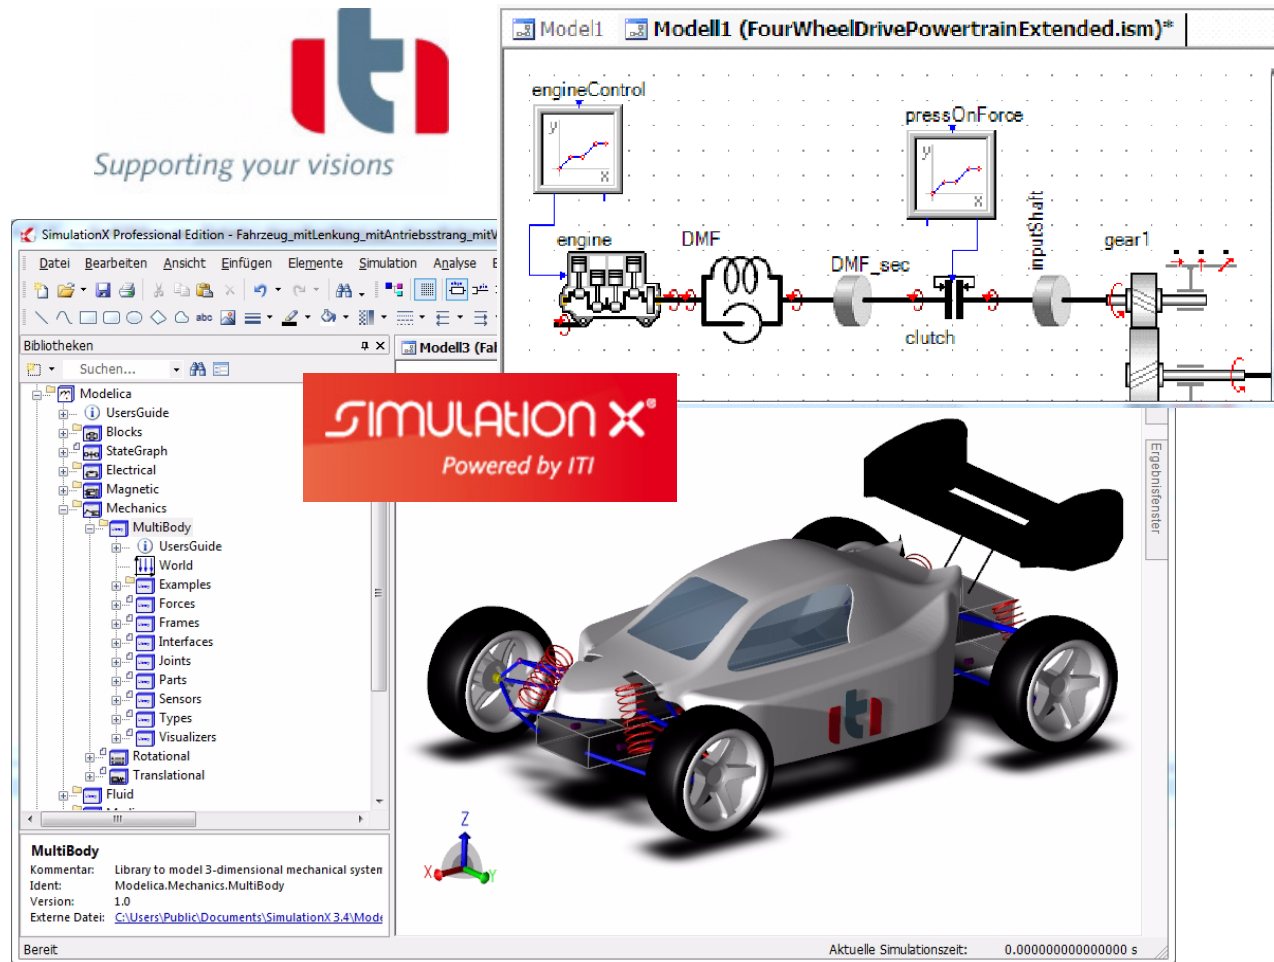 iti
Supporting your visions
Model1
Modell1 (FourWheelDrivePowertrainExtended.ism)*
engineControl
y
x
pressOnForce
y
x
engine
DMF
DMF_sec
clutch
inputShaft
gear1
SimulationX Professional Edition - Fahrzeug_mitLenkung_mitAntriebsstrang_mitV
Datei Bearbeiten Ansicht Einfügen Elemente Simulation Analyse E
abc
Bibliotheken
Suchen...
Modell3 (Fal
Modelica
UsersGuide
Blocks
StateGraph
Electrical
Magnetic
Mechanics
MultiBody
UsersGuide
World
Examples
Forces
Frames
Interfaces
Joints
Parts
Sensors
Types
Visualizers
Rotational
Translational
Fluid
SIMULATION X®
Powered by ITI
Ergebnisfenster
iti
Z
X
Y
MultiBody
Kommentar: Library to model 3-dimensional mechanical system
Ident: Modelica.Mechanics.MultiBody
Version: 1.0
Externe Datei: C:\Users\Public\Documents\SimulationX 3.4\Mode
Bereit
Aktuelle Simulationszeit: 0.000000000000000 s